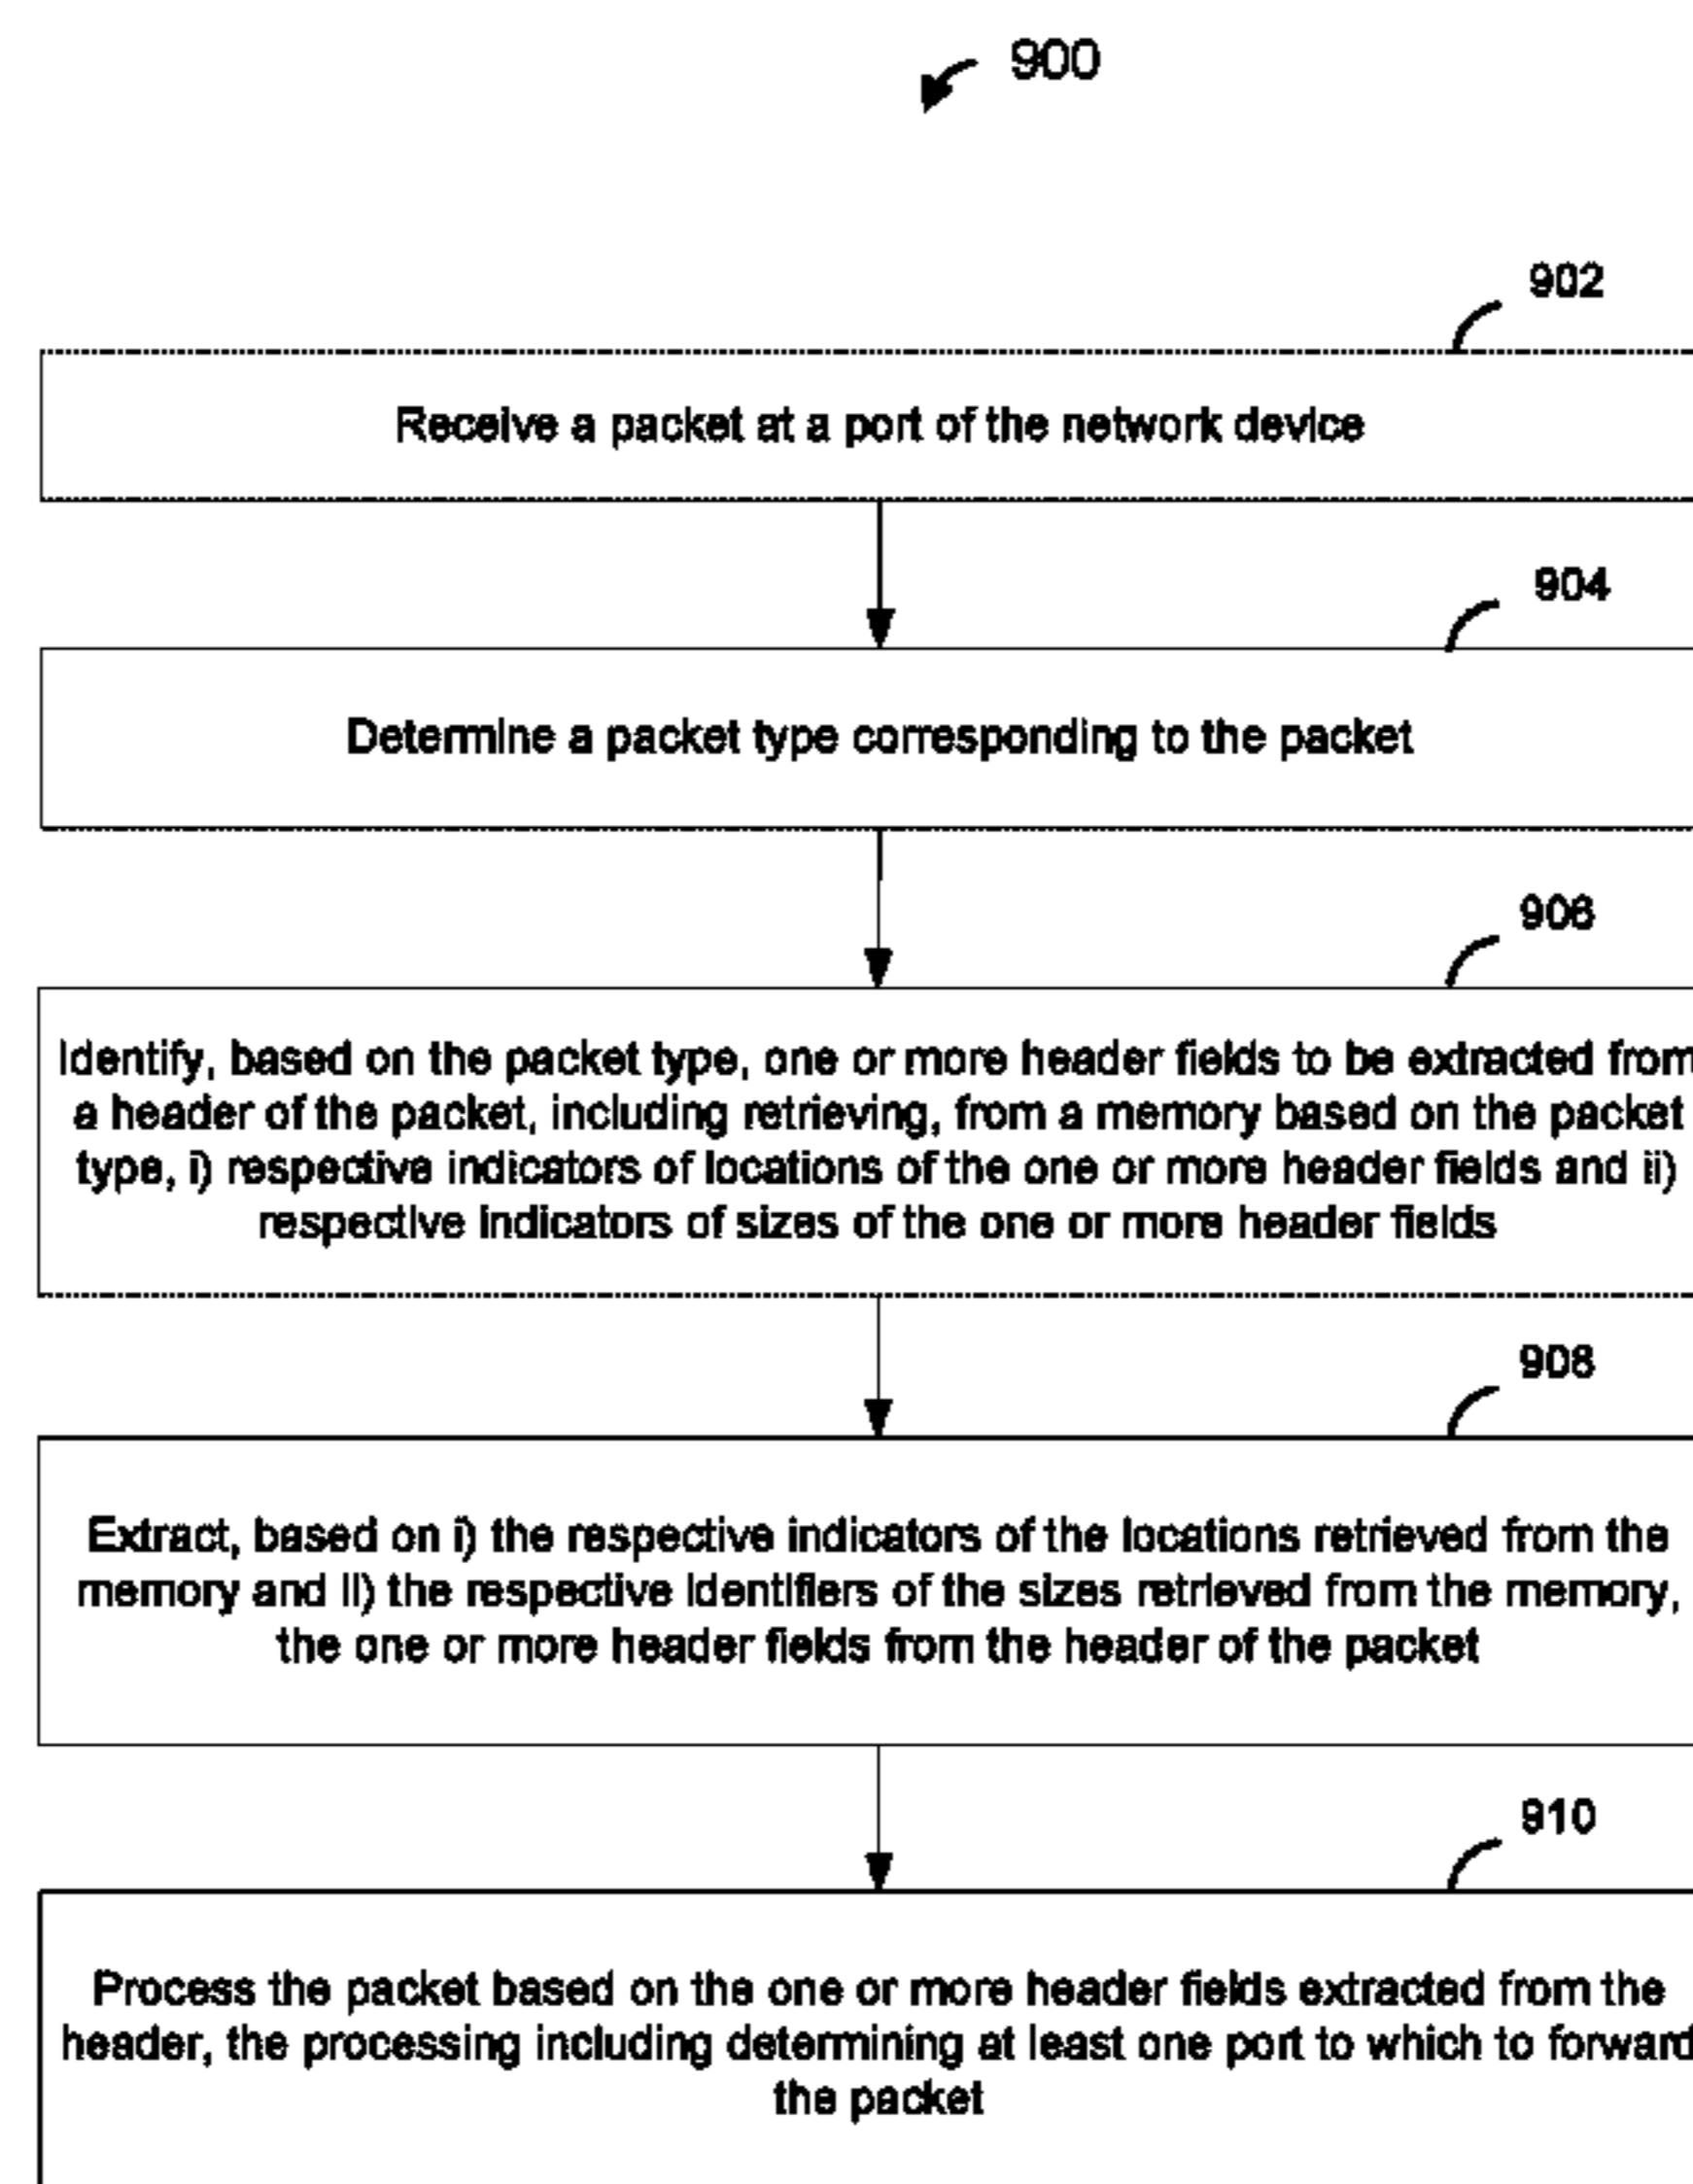 900
902
Receive a packet at a port of the network device
904
Determine a packet type corresponding to the packet
906
Identify, based on the packet type, one or more header fields to be extracted from
a header of the packet, including retrieving, from a memory based on the packet
type, i) respective indicators of locations of the one or more header fields and ii)
respective indicators of sizes of the one or more header fields
908
Extract, based on i) the respective indicators of the locations retrieved from the
memory and ii) the respective identifiers of the sizes retrieved from the memory,
the one or more header fields from the header of the packet
910
Process the packet based on the one or more header fields extracted from the
header, the processing including determining at least one port to which to forward
the packet